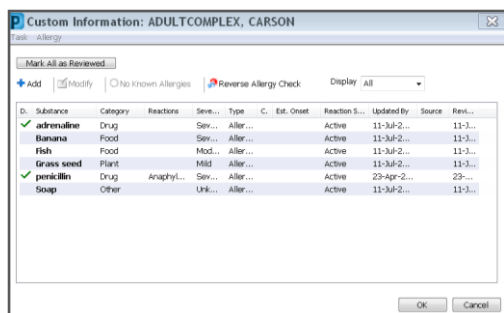 P Custom Information: ADULTCOMPLEX, CARSON
Task Allergy
Mark All as Reviewed
Add Modify No Known Allergies Reverse Allergy Check Display All
D. Substance Category Reactions Seve... Type C. Est. Onset Reaction S... Updated By Source Revi...
adrenaline Drug Sev... Aller... Active 11-Jul-2... 11-J...
Banana Food Sev... Aller... Active 11-Jul-2... 11-J...
Fish Food Mod... Aller... Active 11-Jul-2... 11-J...
Grass seed Plant Mild Aller... Active 11-Jul-2... 11-J...
penicillin Drug Anaphyl... Sev... Aller... Active 23-Apr-2... 23-...
Soap Other Unk... Aller... Active 11-Jul-2... 11-J...
OK Cancel